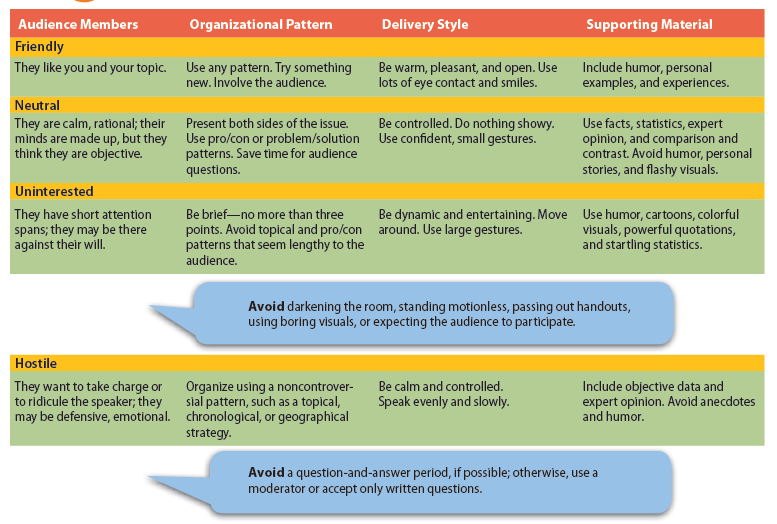 Audience Members Organizational Pattern Delivery Style Supporting Material
Friendly
They like you and your topic.
Use any pattern. Try something
new. Involve the audience.
Be warm, pleasant, and open. Use
lots of eye contact and smiles.
Include humor, personal
examples, and experiences.
Neutral
They are calm, rational; their
minds are made up, but they
think they are objective.
Present both sides of the issue.
Use pro/con or problem/solution
patterns. Save time for audience
questions.
Be controlled. Do nothing showy.
Use confident, small gestures.
Use facts, statistics, expert
opinion, and comparison and
contrast. Avoid humor, personal
stories, and flashy visuals.
Uninterested
They have short attention
spans; they may be there
against their will.
Be brief—no more than three
points. Avoid topical and pro/con
patterns that seem lengthy to the
audience.
Be dynamic and entertaining. Move
around. Use large gestures.
Use humor, cartoons, colorful
visuals, powerful quotations,
and startling statistics.
Avoid darkening the room, standing motionless, passing out handouts,
using boring visuals, or expecting the audience to participate.
Hostile
They want to take charge or
to ridicule the speaker; they
may be defensive, emotional.
Organize using a noncontrover-
sial pattern, such as a topical,
chronological, or geographical
strategy.
Be calm and controlled.
Speak evenly and slowly.
Include objective data and
expert opinion. Avoid anecdotes
and humor.
Avoid a question-and-answer period, if possible; otherwise, use a
moderator or accept only written questions.